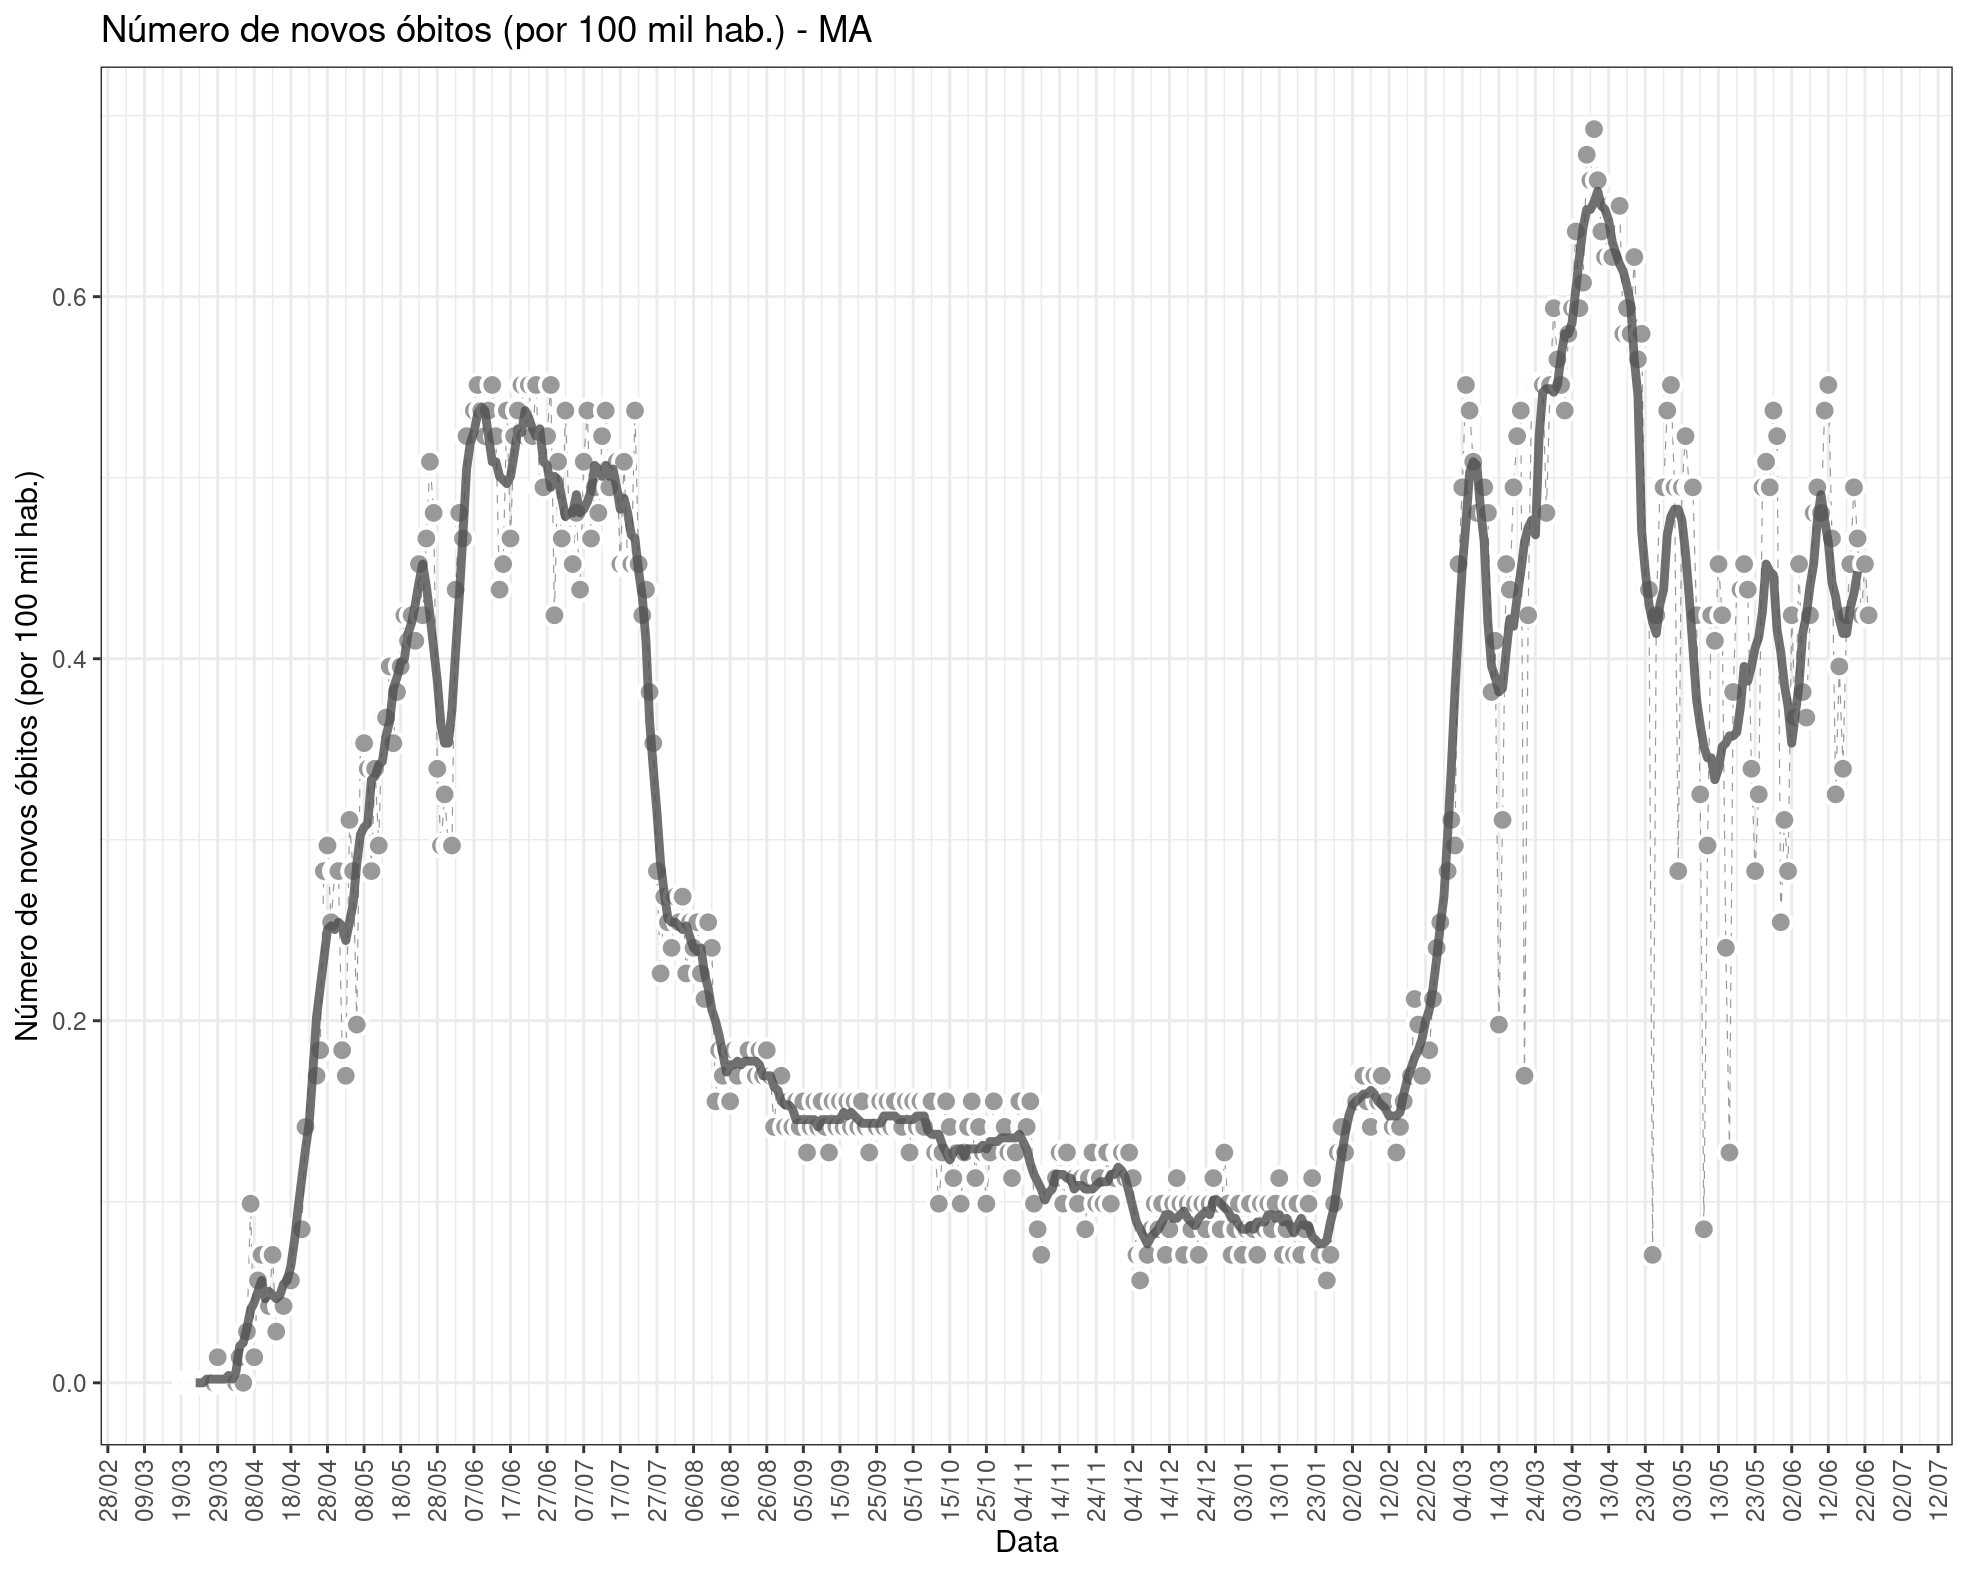 Número de novos óbitos (por 100 mil hab.) - MA
Número de novos óbitos (por 100 mil hab.)
0.6
0.4
0.2
0.0
28/02 09/03 19/03 29/03 08/04 18/04 28/04 08/05 18/05 28/05 07/06 17/06 27/06 07/07 17/07 27/07 06/08 16/08 26/08 05/09 15/09 25/09 05/10 15/10 25/10 04/11 14/11 24/11 04/12 14/12 24/12 03/01 13/01 23/01 02/02 12/02 22/02 04/03 14/03 24/03 03/04 13/04 23/04 03/05 13/05 23/05 02/06 12/06 22/06 02/07 12/07
Data